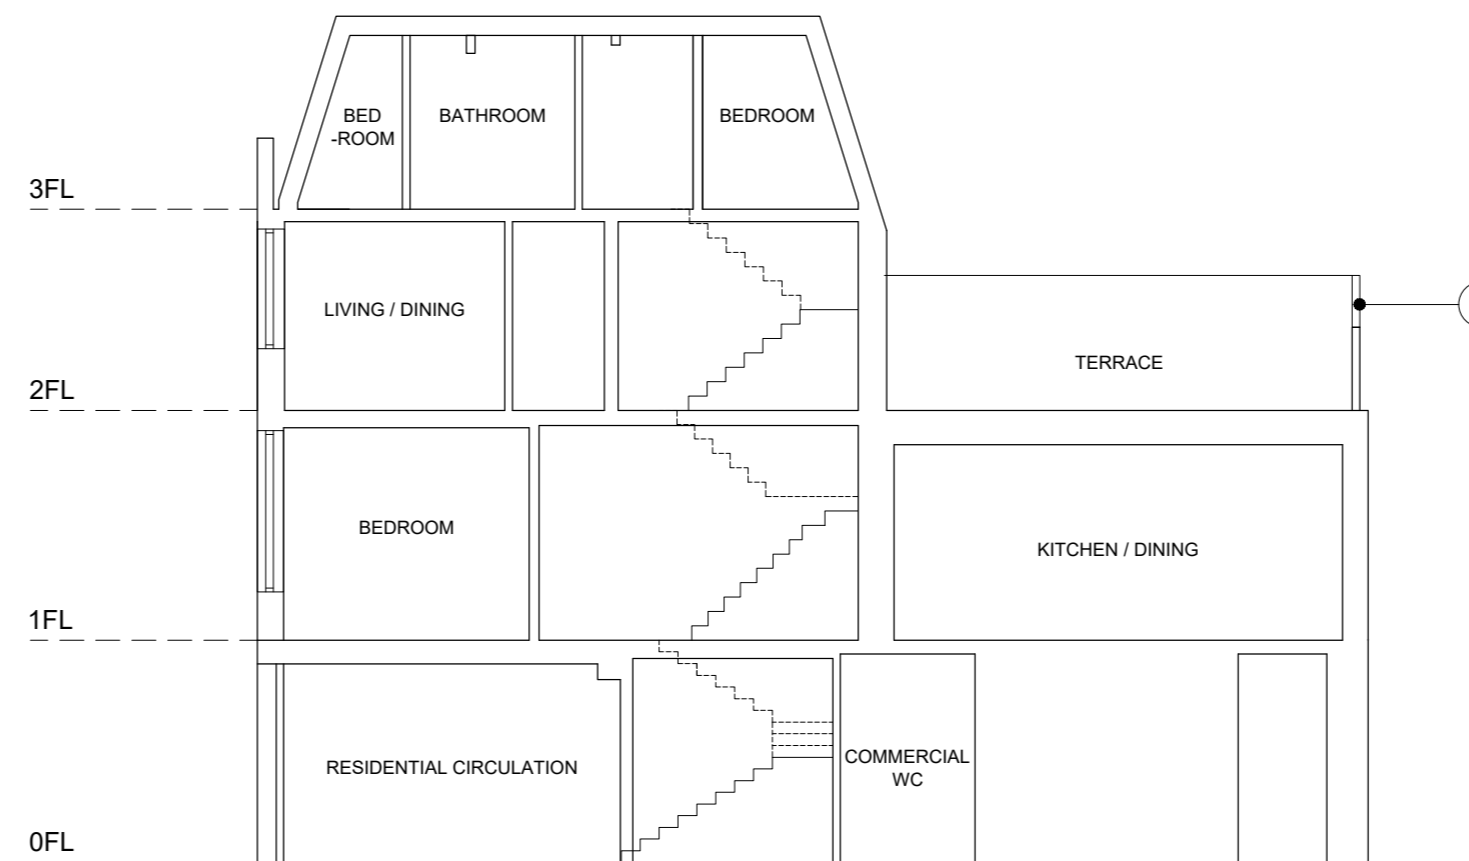 BED
-ROOM
BATHROOM
BEDROOM
3FL
LIVING / DINING
TERRACE
2FL
BEDROOM
KITCHEN / DINING
1FL
RESIDENTIAL CIRCULATION
COMMERCIAL
WC
0FL